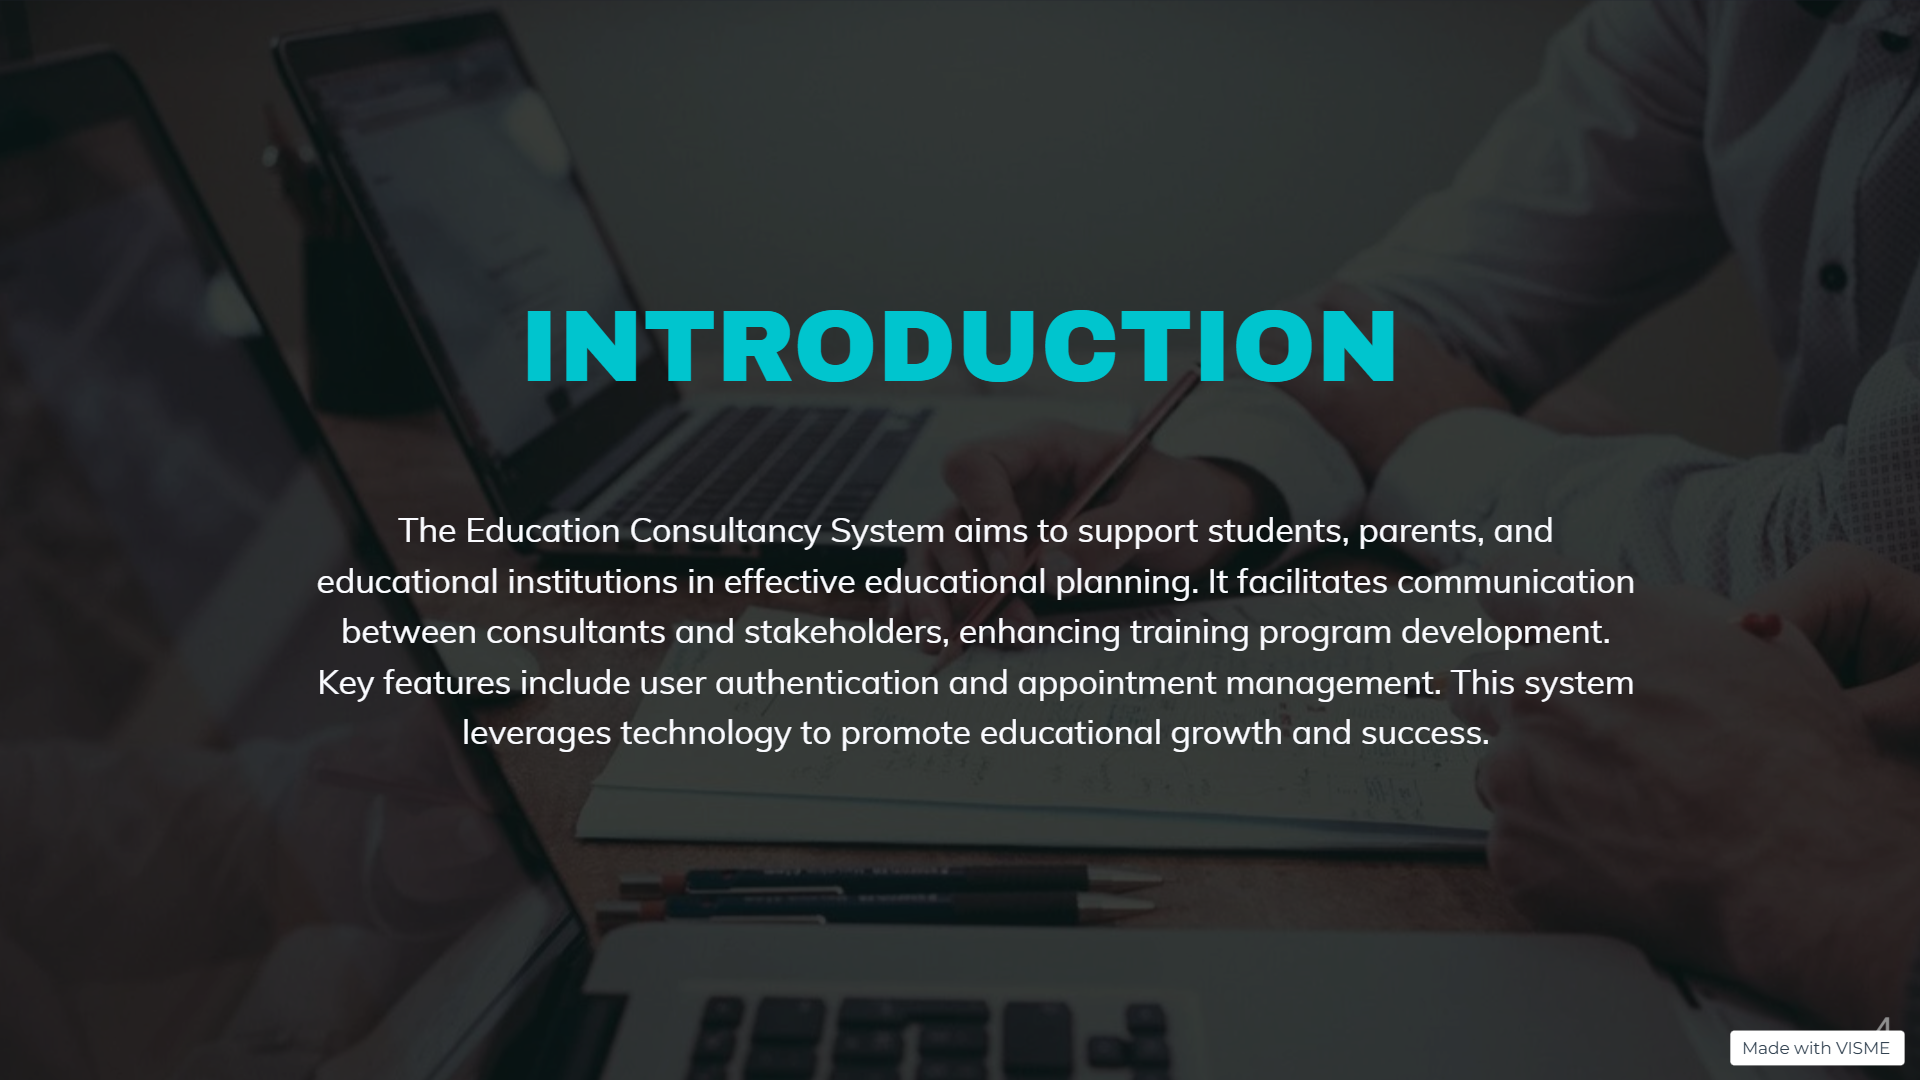 INTRODUCTION
The Education Consultancy System aims to support students, parents, and
educational institutions in effective educational planning. It facilitates communication
between consultants and stakeholders, enhancing training program development.
Key features include user authentication and appointment management. This system
leverages technology to promote educational growth and success.
4
Made with VISME